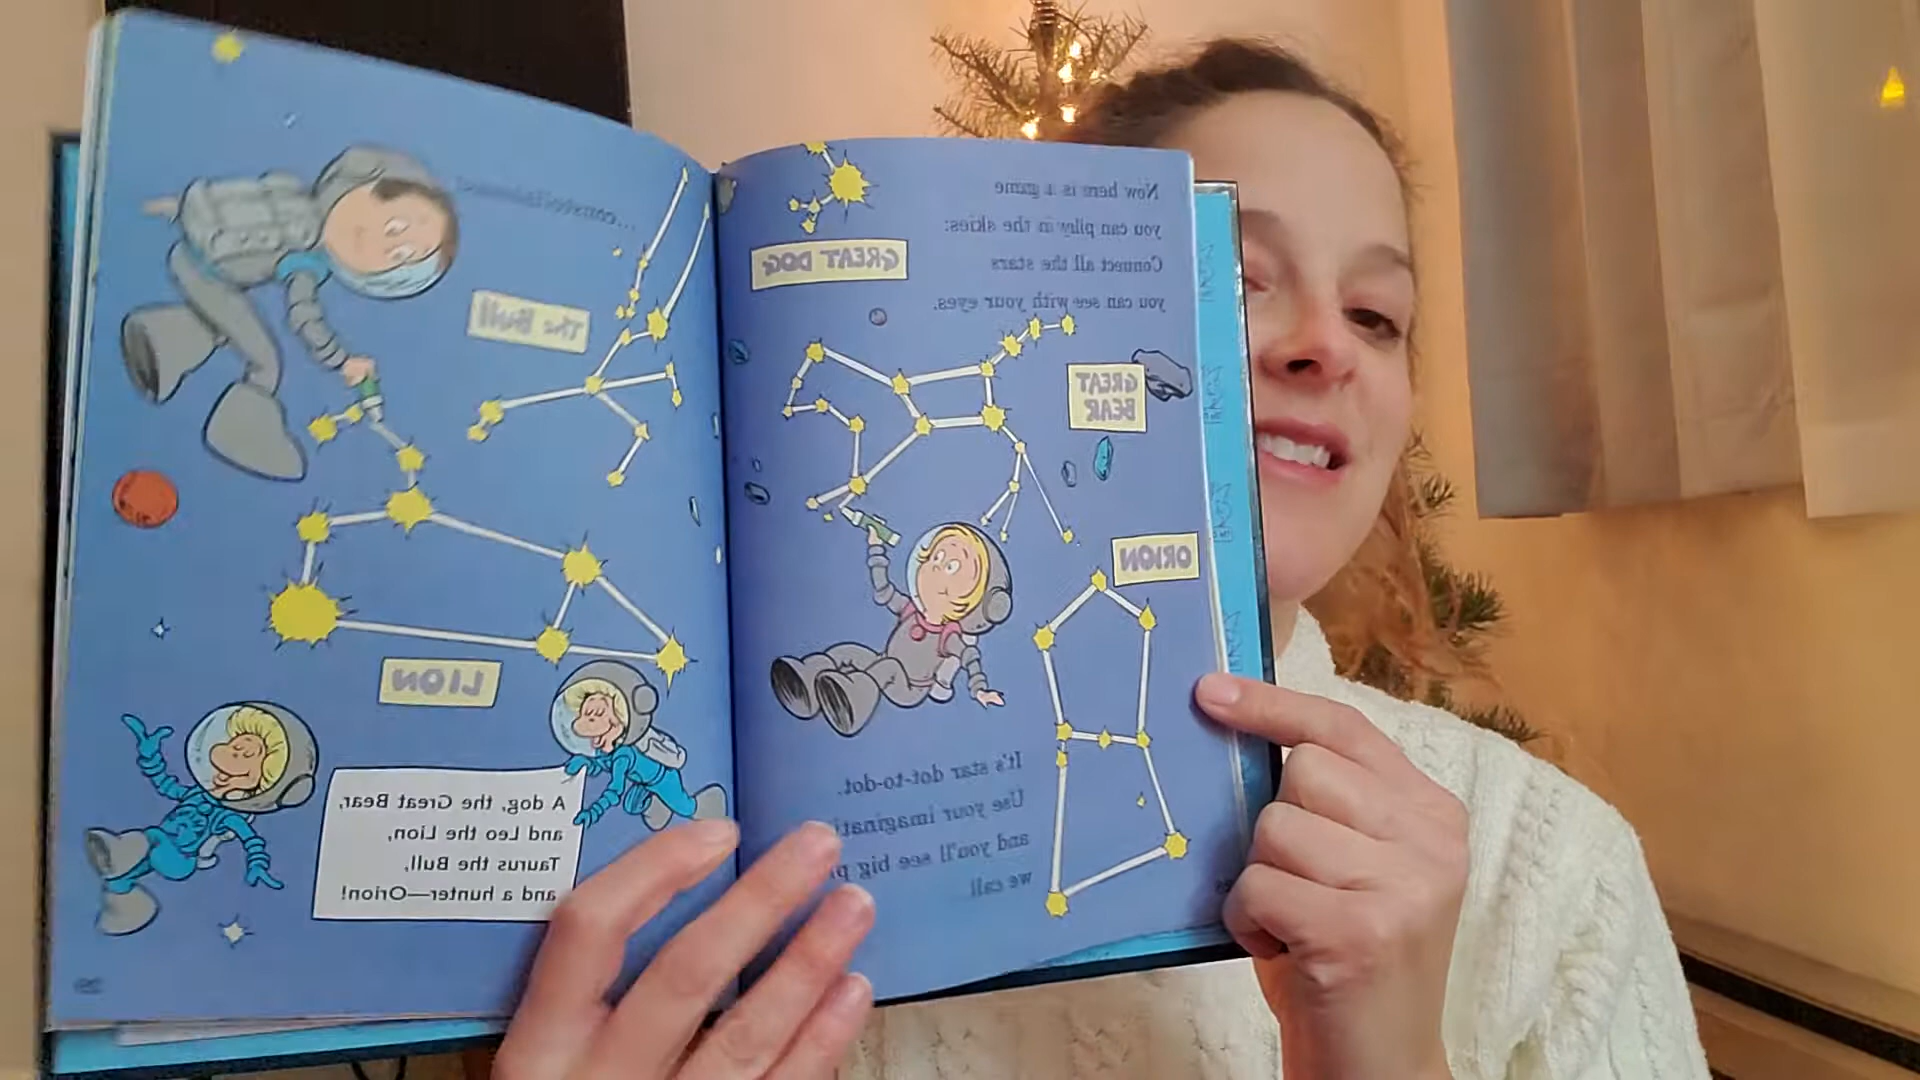 Now here is a game
you can play in the skies:
Connect all the stars
you can see with your eyes.
GREAT DOG
GREAT
BEAR
ORION
It's star dot-to-dot.
Use your imaginati
and you'll see big p
we call
...constellations!
The Bull
LION
A dog, the Great Bear,
and Leo the Lion,
Taurus the Bull,
and a hunter—Orion!